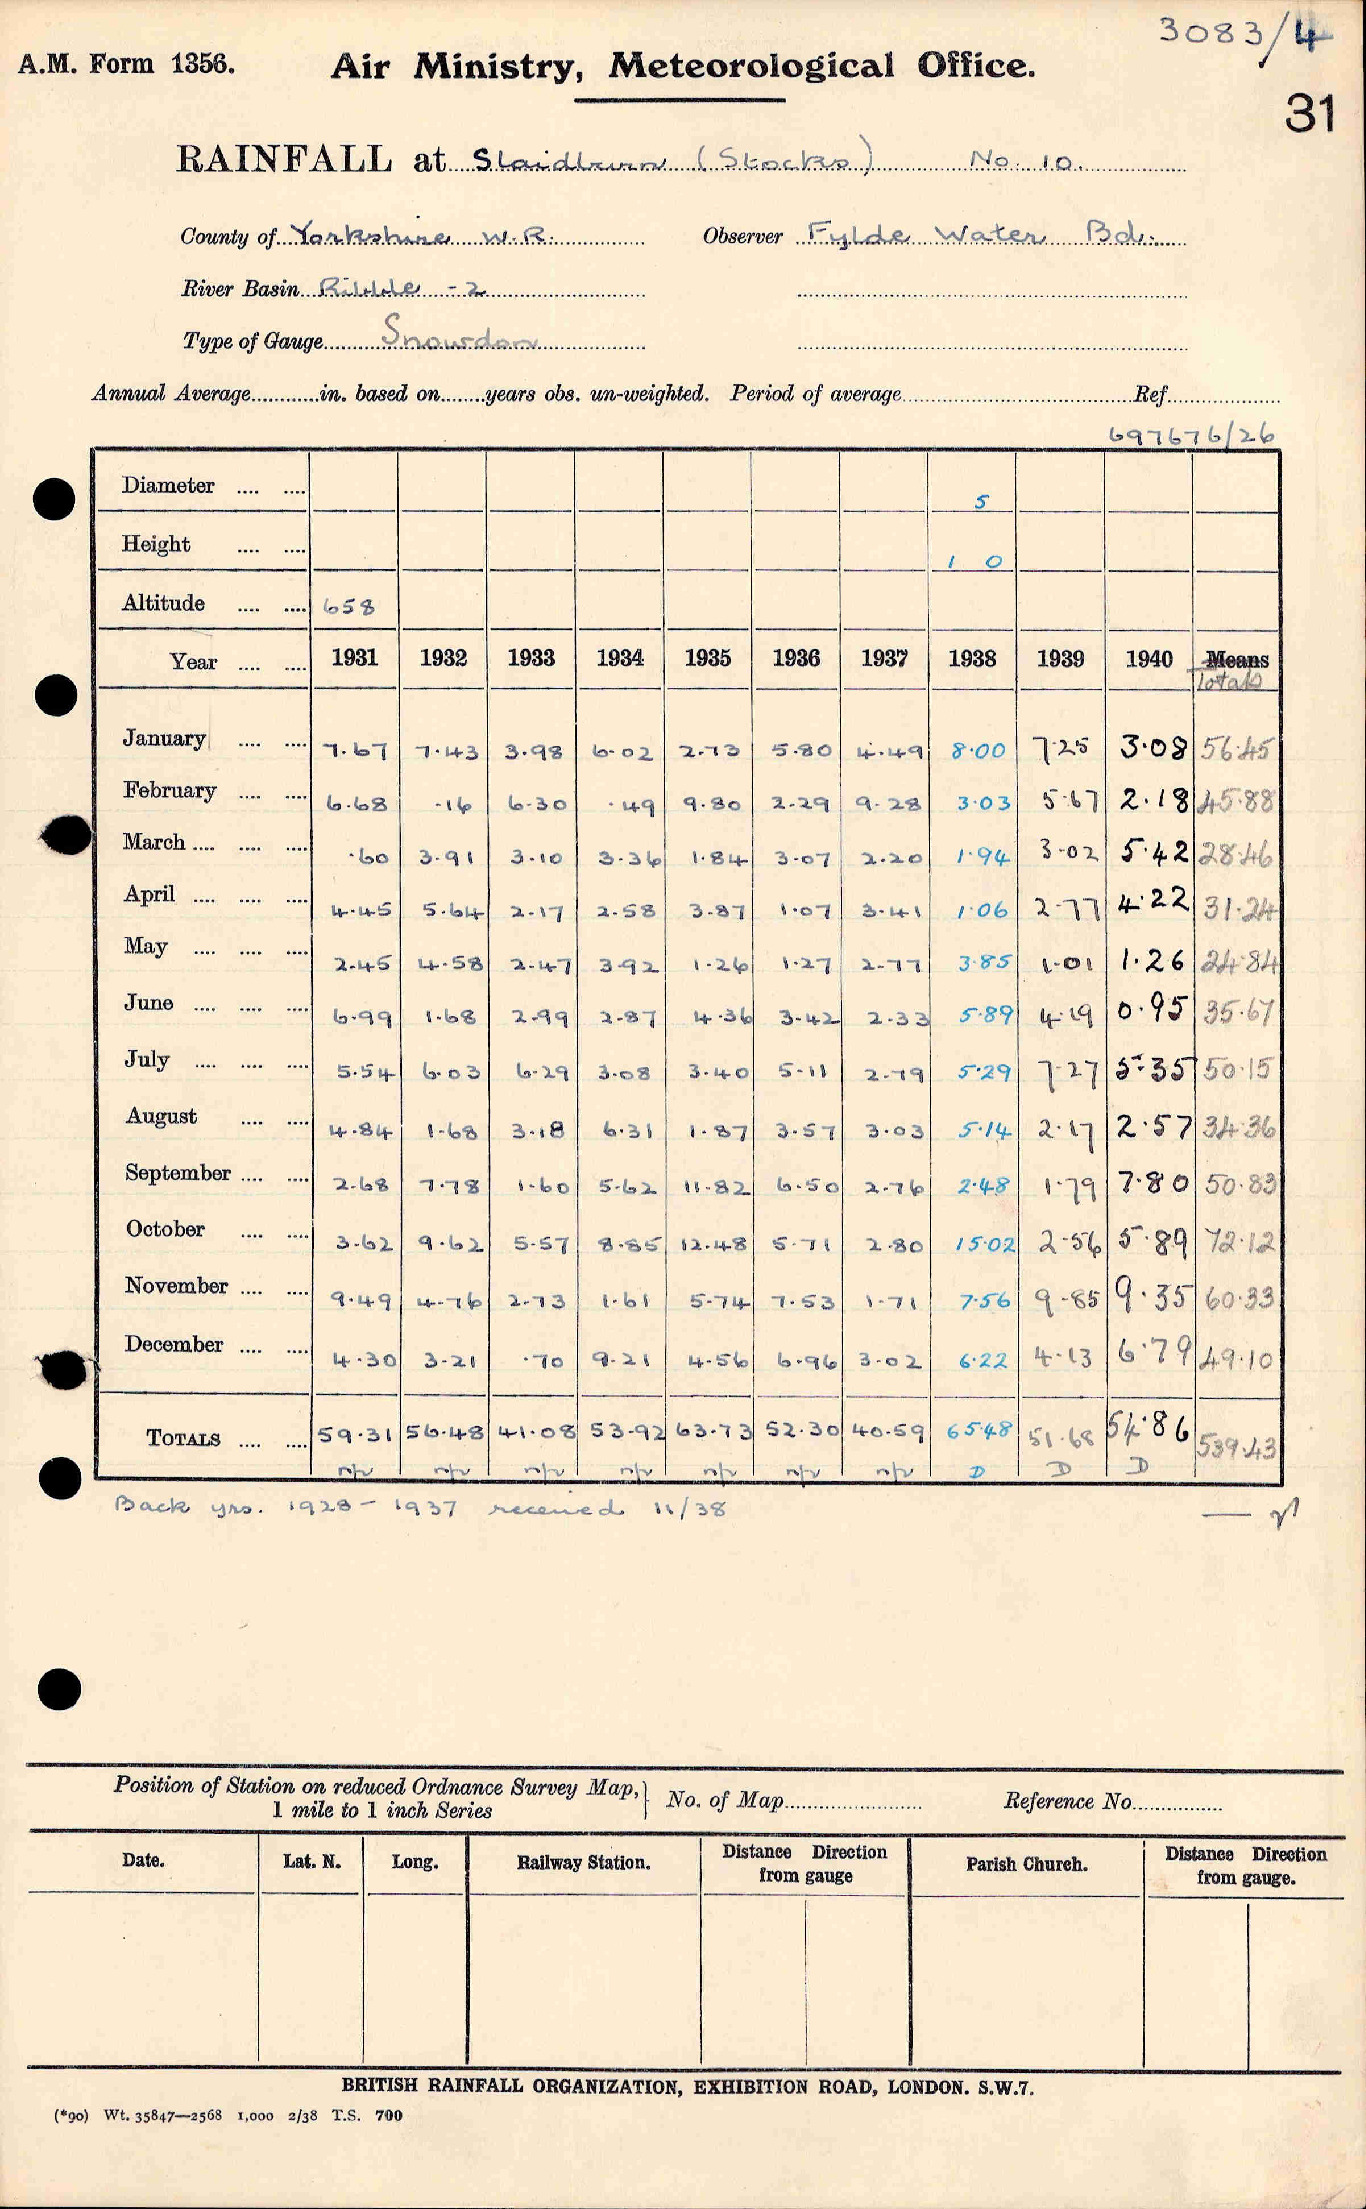 3083/4
A.M. Form 1356. Air Ministry, Meteorological Office.
31
RAINFALL at Slaidburn (Stocks) No. 10.
County of Yorkshire W.R. Observer Fylde Water Bd.
River Basin Ribble - 2
Type of Gauge Snowdon
Annual Average in. based on years obs. un-weighted. Period of average Ref.
697676/26
Diameter 5
Height 1 0
Altitude 658
Year 1931 1932 1933 1934 1935 1936 1937 1938 1939 1940 Means
Totals
January 7.67 7.43 3.98 6.02 2.73 5.80 4.49 8.00 7.25 3.08 56.45
February 6.68 .16 6.30 .49 9.80 2.29 9.28 3.03 5.67 2.18 45.88
March .60 3.91 3.10 3.36 1.84 3.07 2.20 1.94 3.02 5.42 28.46
April 4.45 5.64 2.17 2.58 3.87 1.07 3.41 1.06 2.77 4.22 31.24
May 2.45 4.58 2.47 3.92 1.26 1.27 2.77 3.85 1.01 1.26 24.84
June 6.99 1.68 2.99 2.87 4.36 3.42 2.33 5.89 4.19 0.95 35.67
July 5.54 6.03 6.29 3.08 3.40 5.11 2.79 5.29 7.27 5.35 50.15
August 4.84 1.68 3.18 6.31 1.87 3.57 3.03 5.14 2.17 2.57 34.36
September 2.68 7.78 1.60 5.62 11.82 6.50 2.76 2.48 1.79 7.80 50.83
October 3.62 9.62 5.57 8.85 12.48 5.71 2.80 15.02 2.56 5.89 72.12
November 9.49 4.76 2.73 1.61 5.74 7.53 1.71 7.56 9.85 9.35 60.33
December 4.30 3.21 .70 9.21 4.56 6.96 3.02 6.22 4.13 6.79 49.10
TOTALS 59.31 56.48 41.08 53.92 63.73 52.30 40.59 65.48 51.68 54.86 539.43
D D D
Back yrs. 1928 - 1937 received 11/38
Position of Station on reduced Ordnance Survey Map, 1 mile to 1 inch Series No. of Map Reference No.
Date. Lat. N. Long. Railway Station. Distance Direction from gauge Parish Church. Distance Direction from gauge.
BRITISH RAINFALL ORGANIZATION, EXHIBITION ROAD, LONDON. S.W.7.
(*90) Wt. 35847—2568 1,000 2/38 T.S. 700